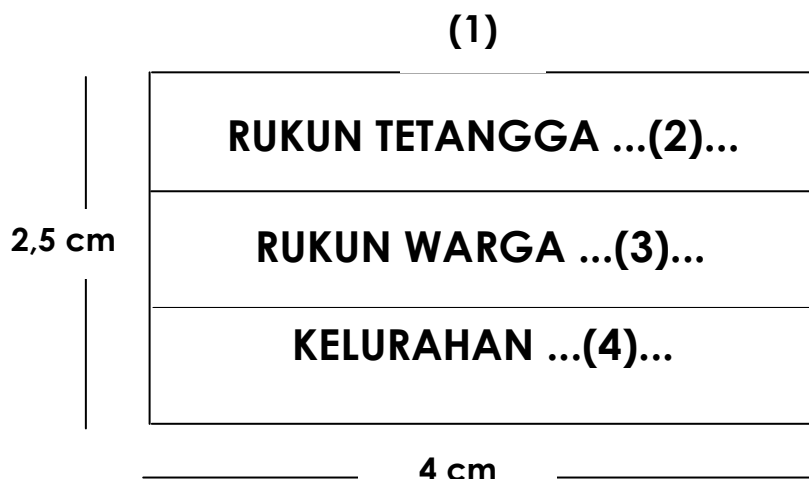 (1)
RUKUN TETANGGA ...(2)...
2,5 cm
RUKUN WARGA ...(3)...
KELURAHAN ...(4)...
4 cm